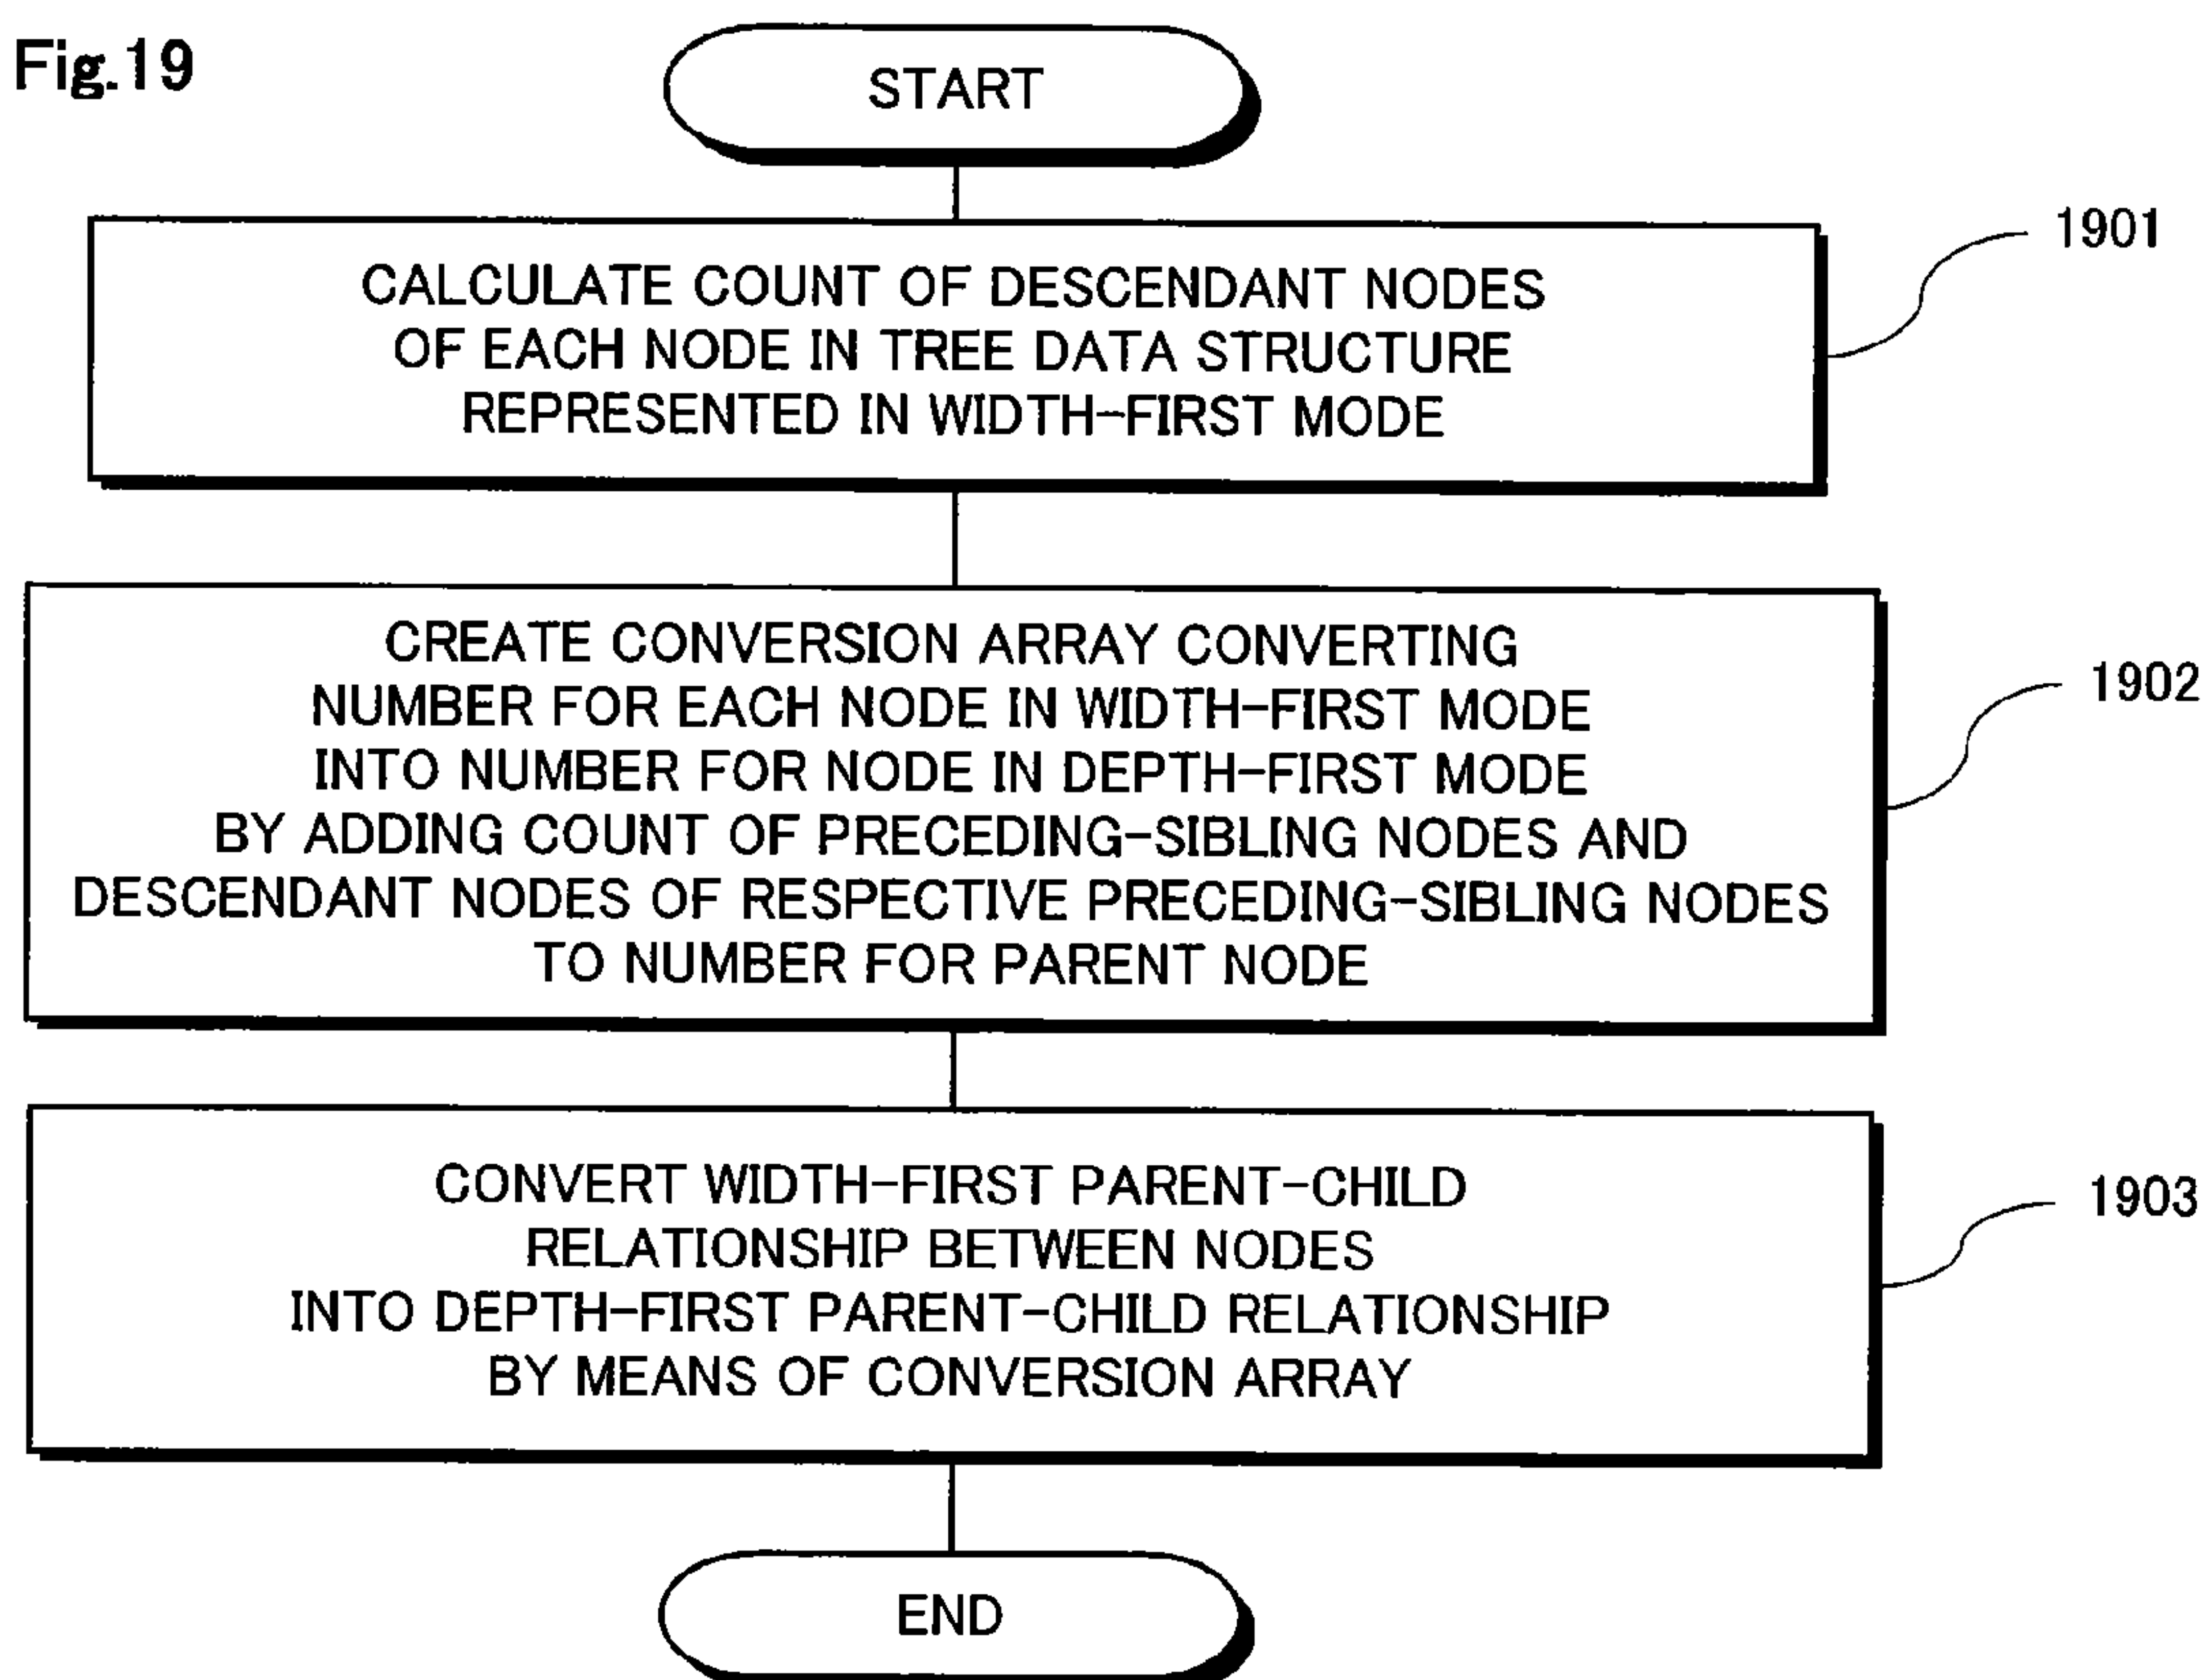 Fig.19
START
CALCULATE COUNT OF DESCENDANT NODES
OF EACH NODE IN TREE DATA STRUCTURE
REPRESENTED IN WIDTH-FIRST MODE
1901
CREATE CONVERSION ARRAY CONVERTING
NUMBER FOR EACH NODE IN WIDTH-FIRST MODE
INTO NUMBER FOR NODE IN DEPTH-FIRST MODE
BY ADDING COUNT OF PRECEDING-SIBLING NODES AND
DESCENDANT NODES OF RESPECTIVE PRECEDING-SIBLING NODES
TO NUMBER FOR PARENT NODE
1902
CONVERT WIDTH-FIRST PARENT-CHILD
RELATIONSHIP BETWEEN NODES
INTO DEPTH-FIRST PARENT-CHILD RELATIONSHIP
BY MEANS OF CONVERSION ARRAY
1903
END